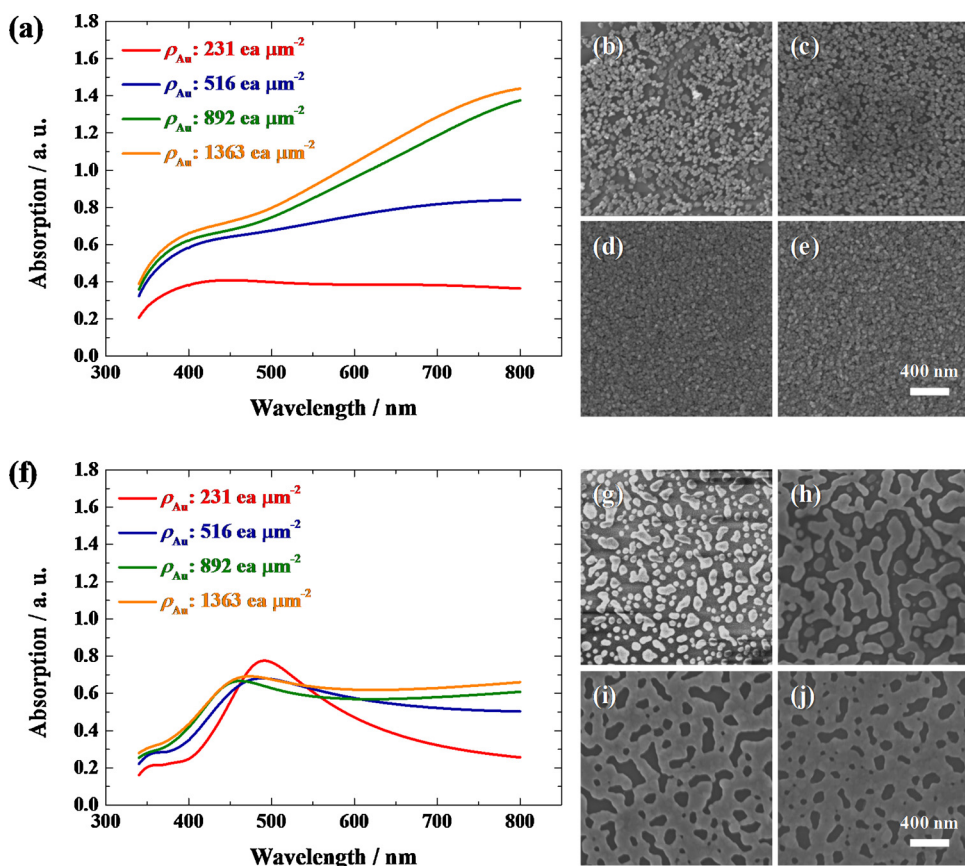 (a)
1.8
1.6
1.4
1.2
1.0
0.8
0.6
0.4
0.2
0.0
Absorption / a. u.
ρAu: 231 ea μm-2
ρAu: 516 ea μm-2
ρAu: 892 ea μm-2
ρAu: 1363 ea μm-2
300 400 500 600 700 800
Wavelength / nm
(b) (c)
(d) (e)
400 nm
(f)
1.8
1.6
1.4
1.2
1.0
0.8
0.6
0.4
0.2
0.0
Absorption / a. u.
ρAu: 231 ea μm-2
ρAu: 516 ea μm-2
ρAu: 892 ea μm-2
ρAu: 1363 ea μm-2
300 400 500 600 700 800
Wavelength / nm
(g) (h)
(i) (j)
400 nm